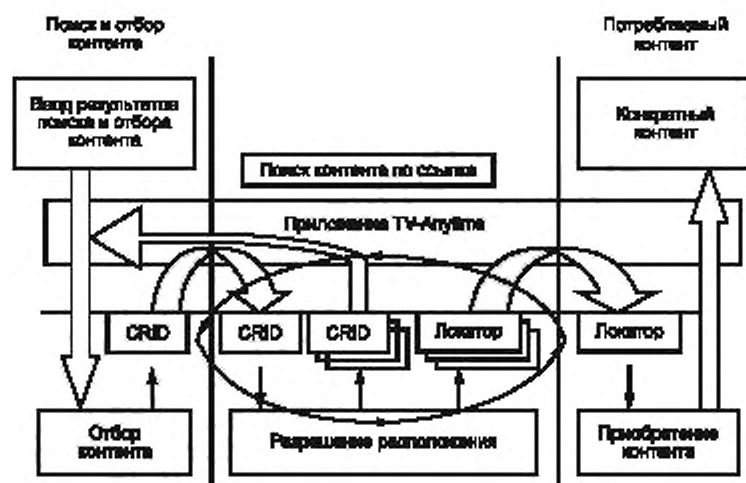 Поиск и отбор
контента
Потребляемый
контент
Ввод результатов
поиска и отбора
контента
Конкретный
контент
Поиск контента по ссылке
Приложение TV-Anytime
CRID
CRID
CRID
Локатор
Локатор
Отбор
контента
Разрешение расположения
Приобретение
контента